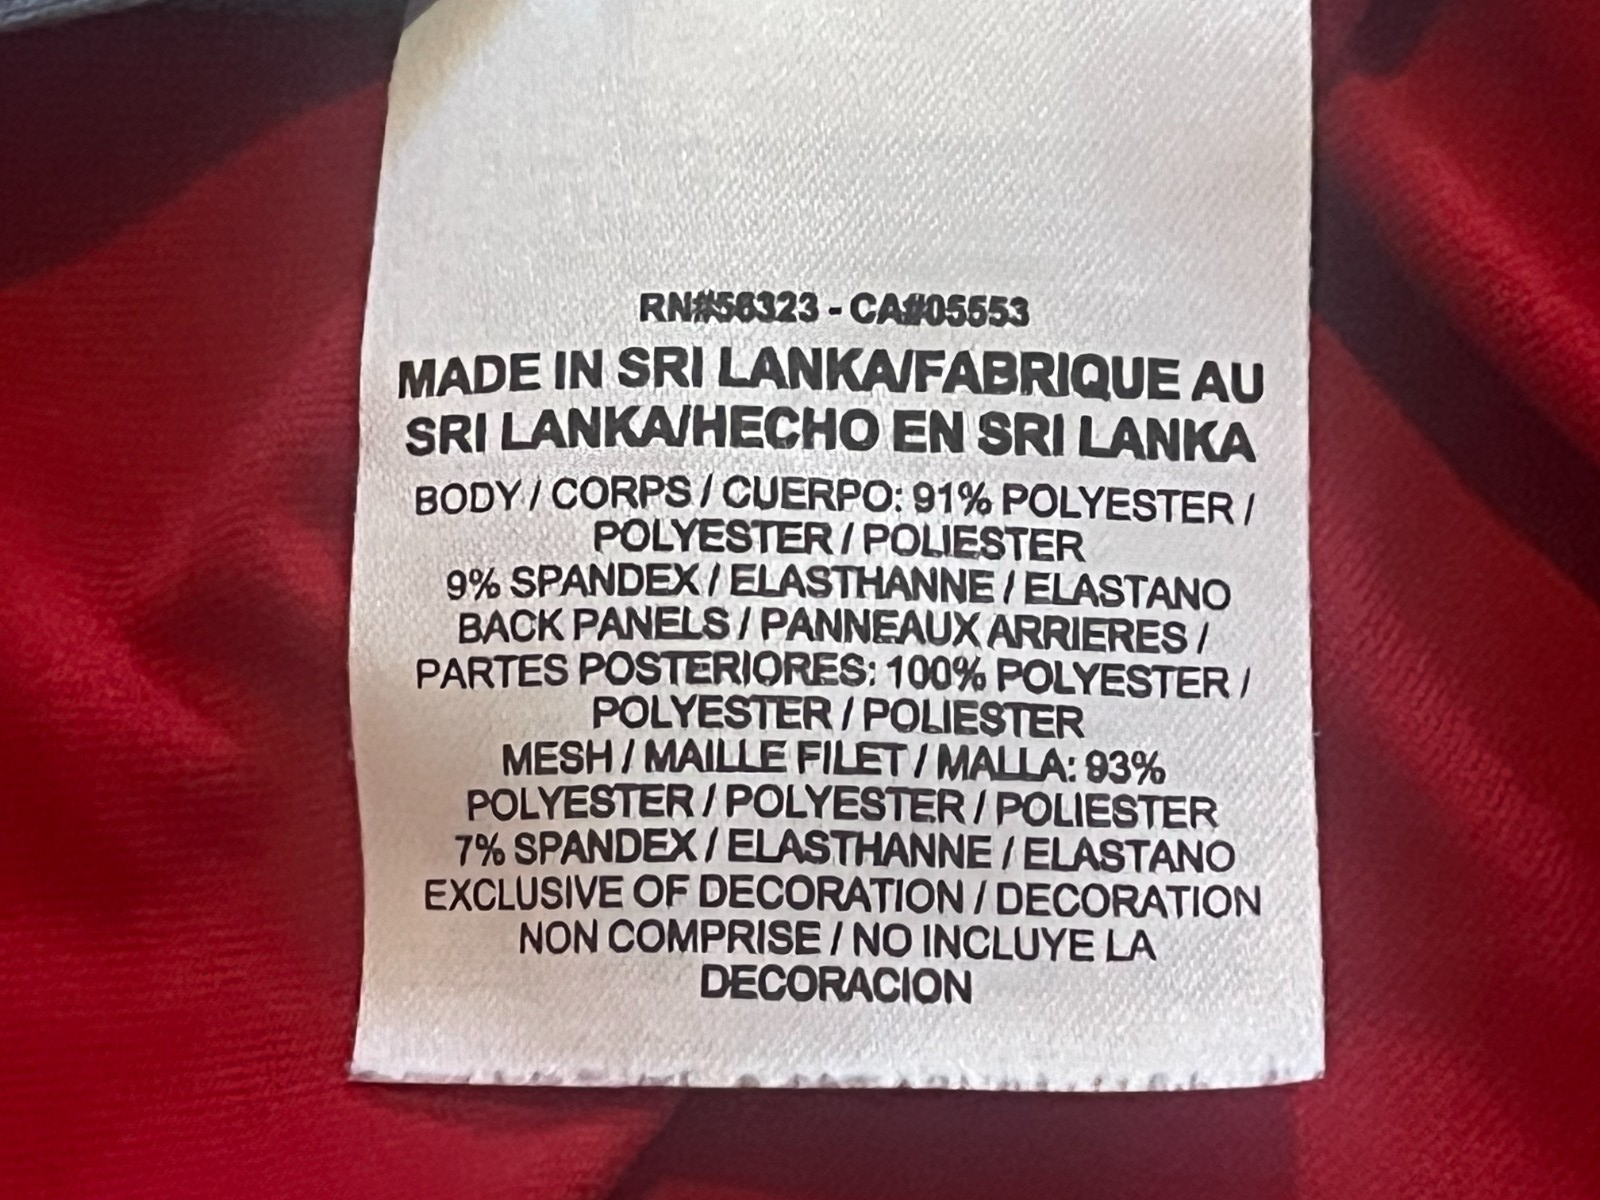 RN#56323 - CA#05553
MADE IN SRI LANKA/FABRIQUE AU
SRI LANKA/HECHO EN SRI LANKA
BODY / CORPS / CUERPO: 91% POLYESTER /
POLYESTER / POLIESTER
9% SPANDEX / ELASTHANNE / ELASTANO
BACK PANELS / PANNEAUX ARRIERES /
PARTES POSTERIORES: 100% POLYESTER /
POLYESTER / POLIESTER
MESH / MAILLE FILET / MALLA: 93%
POLYESTER / POLYESTER / POLIESTER
7% SPANDEX / ELASTHANNE / ELASTANO
EXCLUSIVE OF DECORATION / DECORATION
NON COMPRISE / NO INCLUYE LA
DECORACION